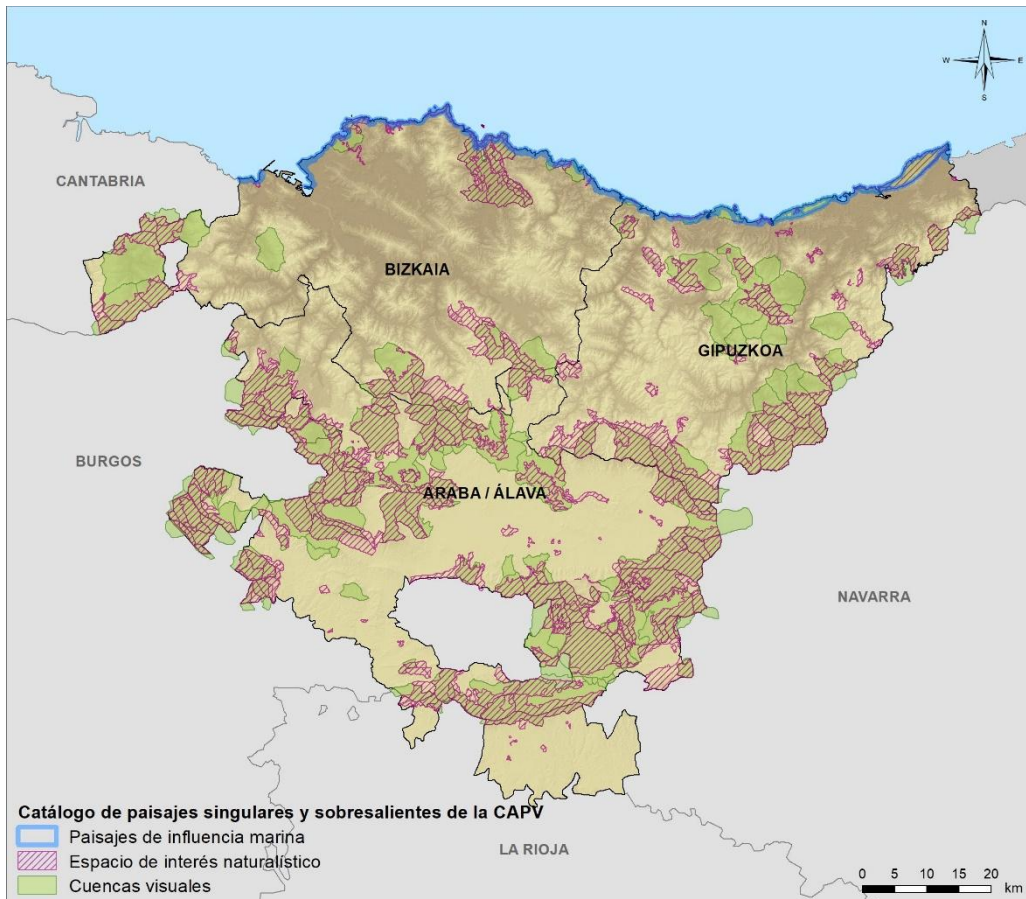 N
W E
S
CANTABRIA
BIZKAIA
GIPUZKOA
BURGOS
ARABA / ÁLAVA
NAVARRA
Catálogo de paisajes singulares y sobresalientes de la CAPV
Paisajes de influencia marina
Espacio de interés naturalístico
Cuencas visuales
LA RIOJA
0 5 10 15 20
km